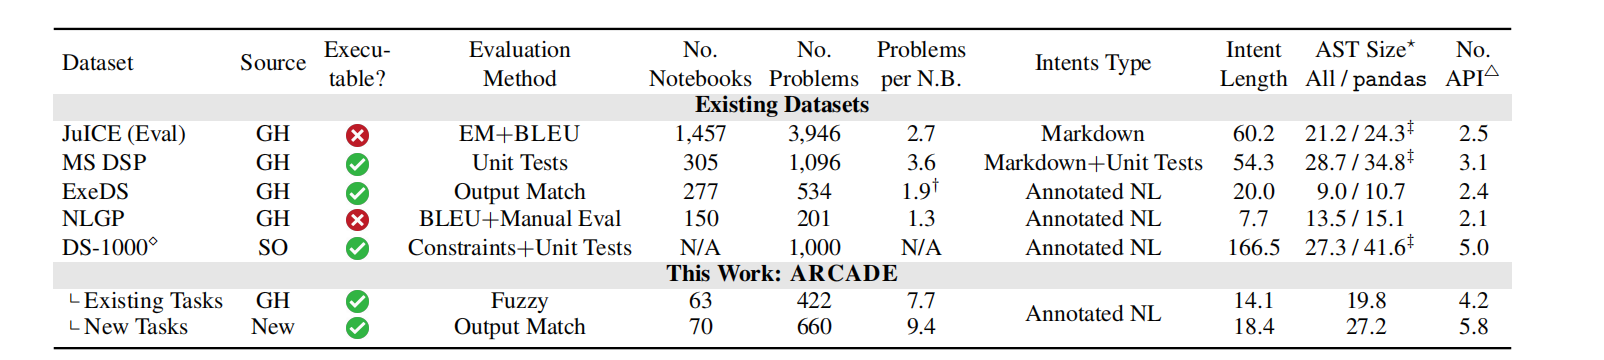 Dataset Source Execu-table? Evaluation Method No. Notebooks No. Problems Problems per N.B. Intents Type Intent Length AST Size⋆ All / pandas No. API△
Existing Datasets
JuICE (Eval) GH EM+BLEU 1,457 3,946 2.7 Markdown 60.2 21.2 / 24.3‡ 2.5
MS DSP GH Unit Tests 305 1,096 3.6 Markdown+Unit Tests 54.3 28.7 / 34.8‡ 3.1
ExeDS GH Output Match 277 534 1.9† Annotated NL 20.0 9.0 / 10.7 2.4
NLGP GH BLEU+Manual Eval 150 201 1.3 Annotated NL 7.7 13.5 / 15.1 2.1
DS-1000◇ SO Constraints+Unit Tests N/A 1,000 N/A Annotated NL 166.5 27.3 / 41.6‡ 5.0
This Work: ARCADE
└ Existing Tasks GH Fuzzy 63 422 7.7 Annotated NL 14.1 19.8 4.2
└ New Tasks New Output Match 70 660 9.4 18.4 27.2 5.8